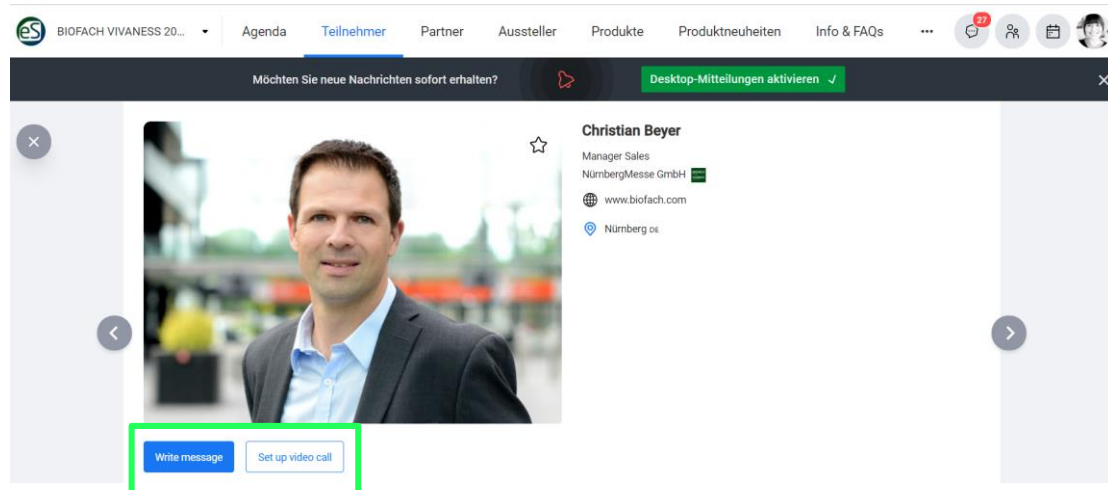 eS BIOFACH VIVANESS 20... Agenda Teilnehmer Partner Aussteller Produkte Produktneuheiten Info & FAQs ... 27
Möchten Sie neue Nachrichten sofort erhalten? Desktop-Mitteilungen aktivieren
Christian Beyer
Manager Sales
NürnbergMesse GmbH
www.biofach.com
Nürnberg DE
Write message Set up video call